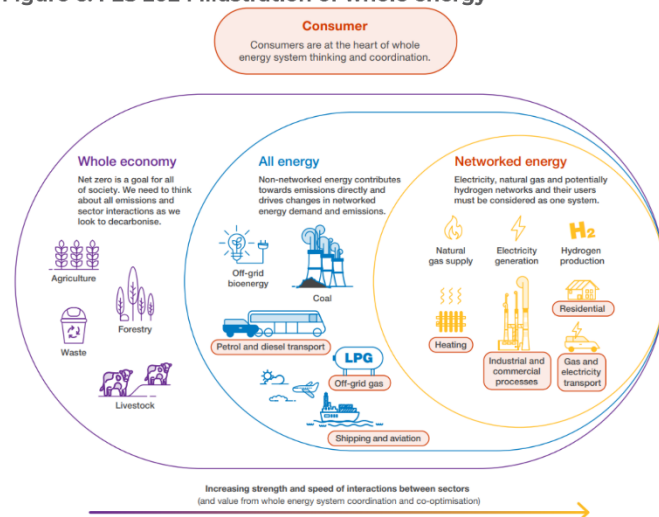 Consumer
Consumers are at the heart of whole
energy system thinking and coordination.
Whole economy
Net zero is a goal for all
of society. We need to think
about all emissions and
sector interactions as we
look to decarbonise.
Agriculture
Forestry
Waste
Livestock
All energy
Non-networked energy contributes
towards emissions directly and
drives changes in networked
energy demand and emissions.
Off-grid
bioenergy
Coal
Petrol and diesel transport
LPG
Off-grid gas
Shipping and aviation
Networked energy
Electricity, natural gas and potentially
hydrogen networks and their users
must be considered as one system.
Natural
gas supply
Electricity
generation
H2
Hydrogen
production
Residential
Heating
Industrial and
commercial
processes
Gas and
electricity
transport
Increasing strength and speed of interactions between sectors
(and value from whole energy system coordination and co-optimisation)